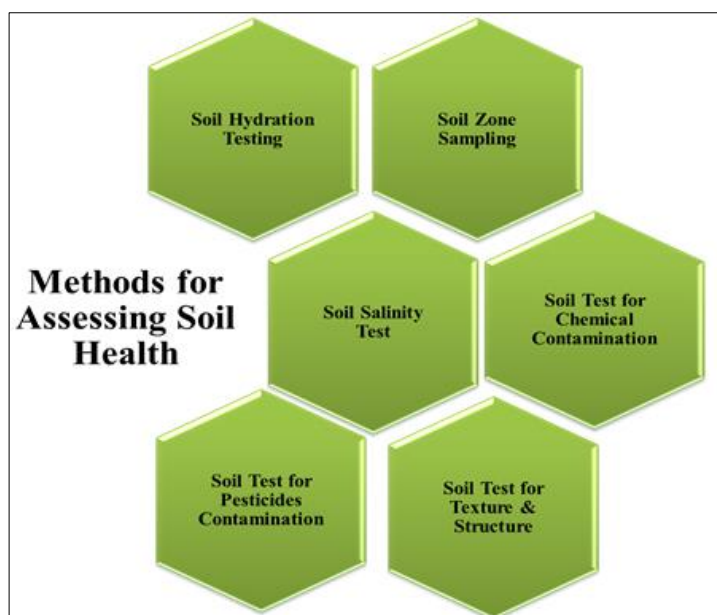 Soil Hydration
Testing
Soil Zone
Sampling
Methods for
Assessing Soil
Health
Soil Salinity
Test
Soil Test for
Chemical
Contamination
Soil Test for
Pesticides
Contamination
Soil Test for
Texture &
Structure